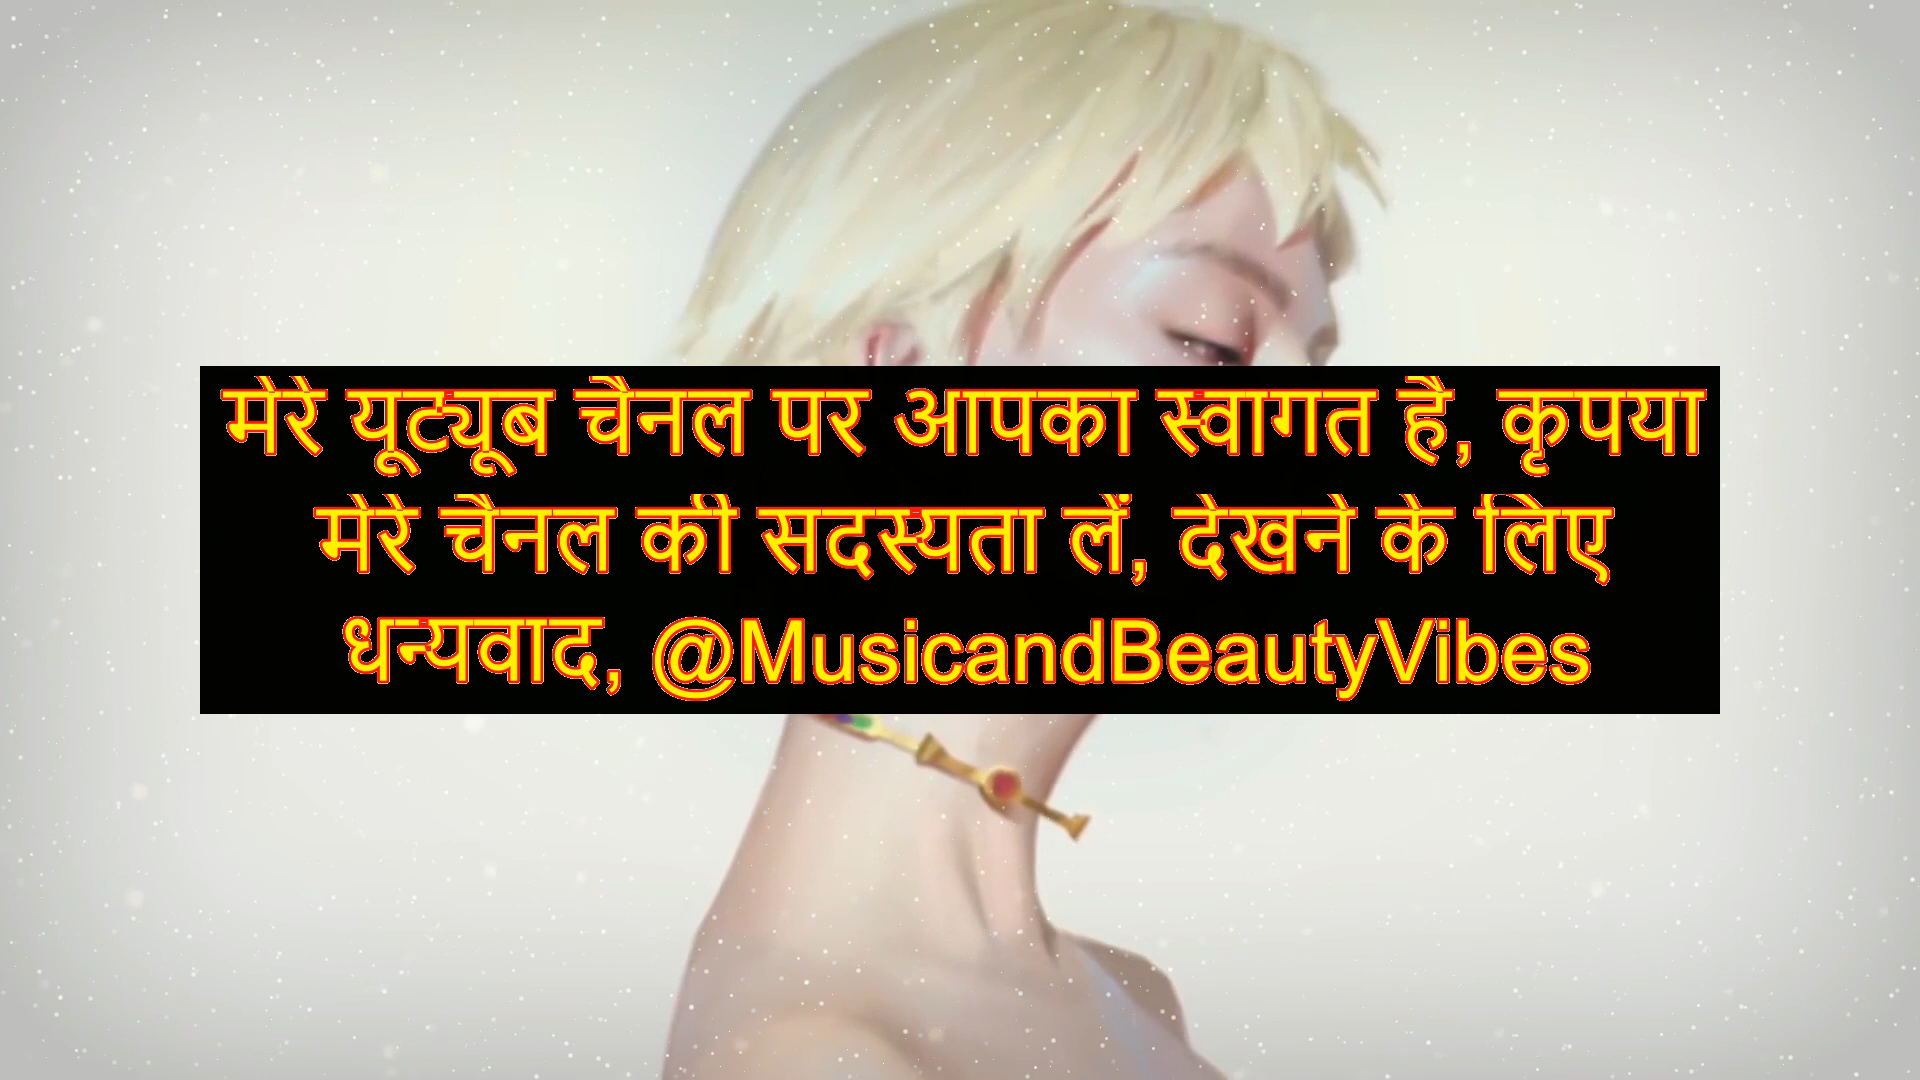 मेरे यूट्यूब चैनल पर आपका स्वागत है, कृपया
मेरे चैनल की सदस्यता लें, देखने के लिए
धन्यवाद, @MusicandBeautyVibes